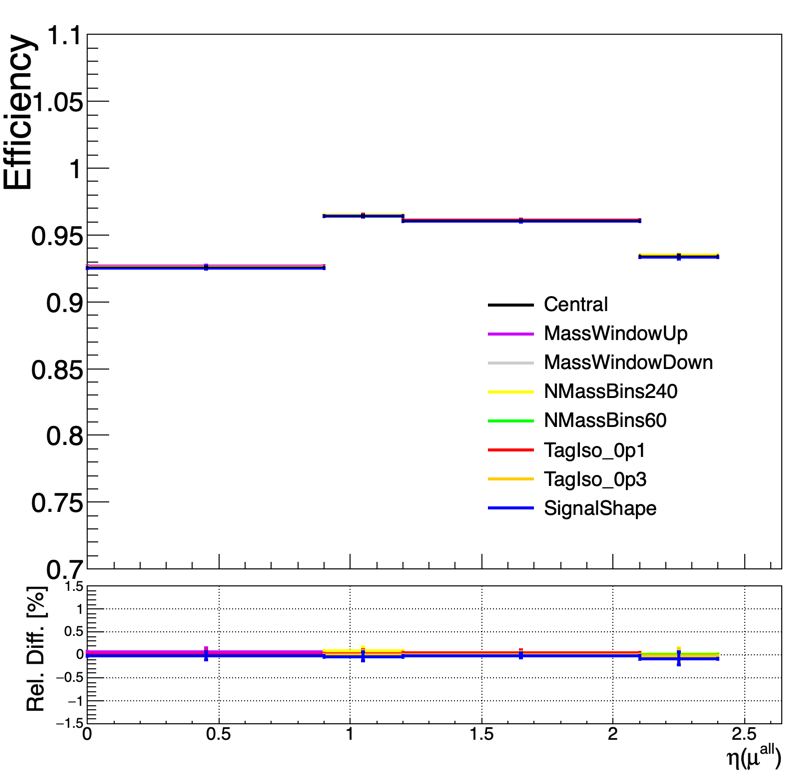 Efficiency
1.1
1.05
1
0.95
0.9
0.85
0.8
0.75
0.7
Central
MassWindowUp
MassWindowDown
NMassBins240
NMassBins60
TagIso_0p1
TagIso_0p3
SignalShape
Rel. Diff. [%]
1.5
1
0.5
0
−0.5
−1
−1.5
0 0.5 1 1.5 2 2.5
η(μ^all)